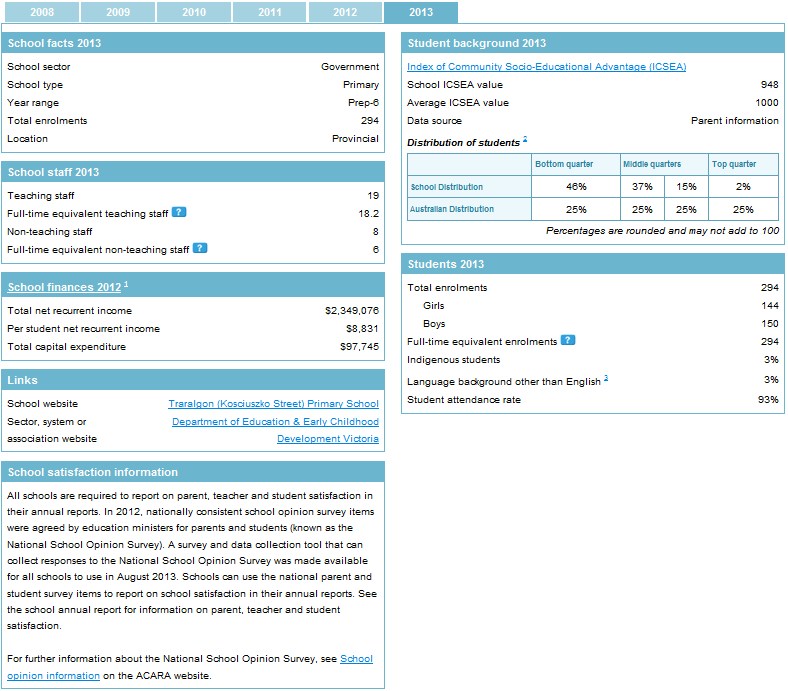 2008 2009 2010 2011 2012 2013
School facts 2013
School sector Government
School type Primary
Year range Prep-6
Total enrolments 294
Location Provincial
School staff 2013
Teaching staff 19
Full-time equivalent teaching staff ? 18.2
Non-teaching staff 8
Full-time equivalent non-teaching staff ? 6
School finances 2012 1
Total net recurrent income $2,349,076
Per student net recurrent income $8,831
Total capital expenditure $97,745
Links
School website Traralgon (Kosciuszko Street) Primary School
Sector, system or Department of Education & Early Childhood
association website Development Victoria
School satisfaction information
All schools are required to report on parent, teacher and student satisfaction in
their annual reports. In 2012, nationally consistent school opinion survey items
were agreed by education ministers for parents and students (known as the
National School Opinion Survey). A survey and data collection tool that can
collect responses to the National School Opinion Survey was made available
for all schools to use in August 2013. Schools can use the national parent and
student survey items to report on school satisfaction in their annual reports. See
the school annual report for information on parent, teacher and student
satisfaction.
For further information about the National School Opinion Survey, see School
opinion information on the ACARA website.
Student background 2013
Index of Community Socio-Educational Advantage (ICSEA)
School ICSEA value 948
Average ICSEA value 1000
Data source Parent information
Distribution of students 2
Bottom quarter Middle quarters Top quarter
School Distribution 46% 37% 15% 2%
Australian Distribution 25% 25% 25% 25%
Percentages are rounded and may not add to 100
Students 2013
Total enrolments 294
Girls 144
Boys 150
Full-time equivalent enrolments ? 294
Indigenous students 3%
Language background other than English 3 3%
Student attendance rate 93%